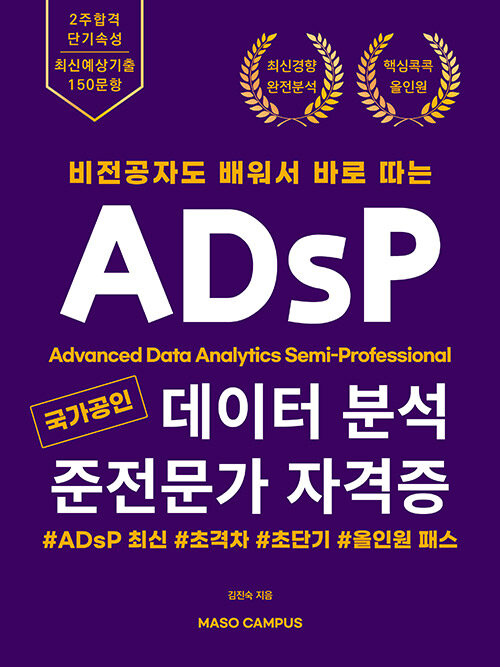 2주합격
단기속성
최신예상기출
150문항
최신경향
완전분석
핵심콕콕
올인원
비전공자도 배워서 바로 따는
ADsP
Advanced Data Analytics Semi-Professional
국가공인
데이터 분석
준전문가 자격증
#ADsP 최신 #초격차 #초단기 #올인원 패스
김진숙 지음
MASO CAMPUS